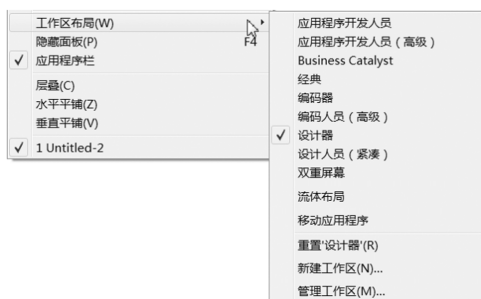 工作区布局(W)
隐藏面板(P) F4
应用程序栏
层叠(C)
水平平铺(Z)
垂直平铺(V)
1 Untitled-2
应用程序开发人员
应用程序开发人员（高级）
Business Catalyst
经典
编码器
编码人员（高级）
设计器
设计人员（紧凑）
双重屏幕
流体布局
移动应用程序
重置'设计器'(R)
新建工作区(N)...
管理工作区(M)...